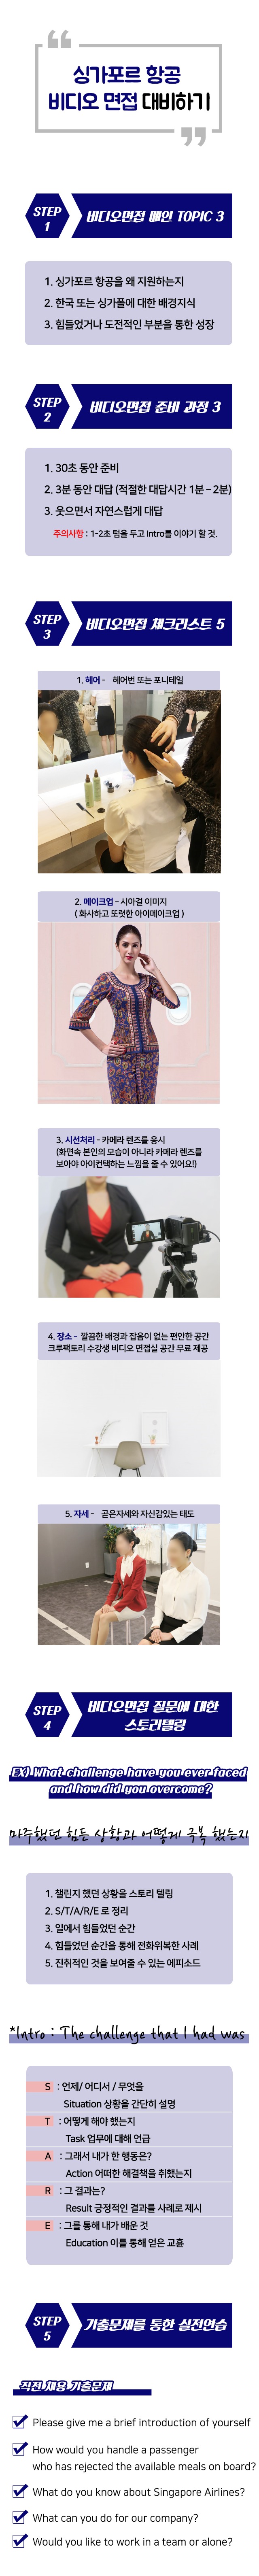 싱가포르 항공
비디오 면접 대비하기
STEP
1
비디오면접 메인 TOPIC 3
1. 싱가포르 항공을 왜 지원하는지
2. 한국 또는 싱가폴에 대한 배경지식
3. 힘들었거나 도전적인 부분을 통한 성장
STEP
2
비디오면접 준비 과정 3
1. 30초 동안 준비
2. 3분 동안 대답 (적절한 대답시간 1분 – 2분)
3. 웃으면서 자연스럽게 대답
주의사항 : 1-2초 텀을 두고 Intro를 이야기 할 것.
STEP
3
비디오면접 체크리스트 5
1. 헤어 - 헤어번 또는 포니테일
2. 메이크업 – 시아걸 이미지
( 화사하고 또렷한 아이메이크업 )
3. 시선처리 - 카메라 렌즈를 응시
(화면속 본인의 모습이 아니라 카메라 렌즈를
보아야 아이컨택하는 느낌을 줄 수 있어요!)
4. 장소 - 깔끔한 배경과 잡음이 없는 편안한 공간
크루팩토리 수강생 비디오 면접실 공간 무료 제공
5. 자세 - 곧은자세와 자신감있는 태도
STEP
4
비디오면접 질문에 대한
스토리텔링
EX) What challenge have you ever faced
and how did you overcome?
마주했던 힘든 상황과 어떻게 극복 했는지
1. 챌린지 했던 상황을 스토리 텔링
2. S/T/A/R/E 로 정리
3. 일에서 힘들었던 순간
4. 힘들었던 순간을 통해 전화위복한 사례
5. 진취적인 것을 보여줄 수 있는 에피소드
*Intro : The challenge that I had was
S : 언제/ 어디서 / 무엇을
Situation 상황을 간단히 설명
T : 어떻게 해야 했는지
Task 업무에 대해 언급
A : 그래서 내가 한 행동은?
Action 어떠한 해결책을 취했는지
R : 그 결과는?
Result 긍정적인 결과를 사례로 제시
E : 그를 통해 내가 배운 것
Education 이를 통해 얻은 교훈
STEP
5
기출문제를 통한 실전연습
직전 채용 기출문제
Please give me a brief introduction of yourself
How would you handle a passenger
who has rejected the available meals on board?
What do you know about Singapore Airlines?
What can you do for our company?
Would you like to work in a team or alone?